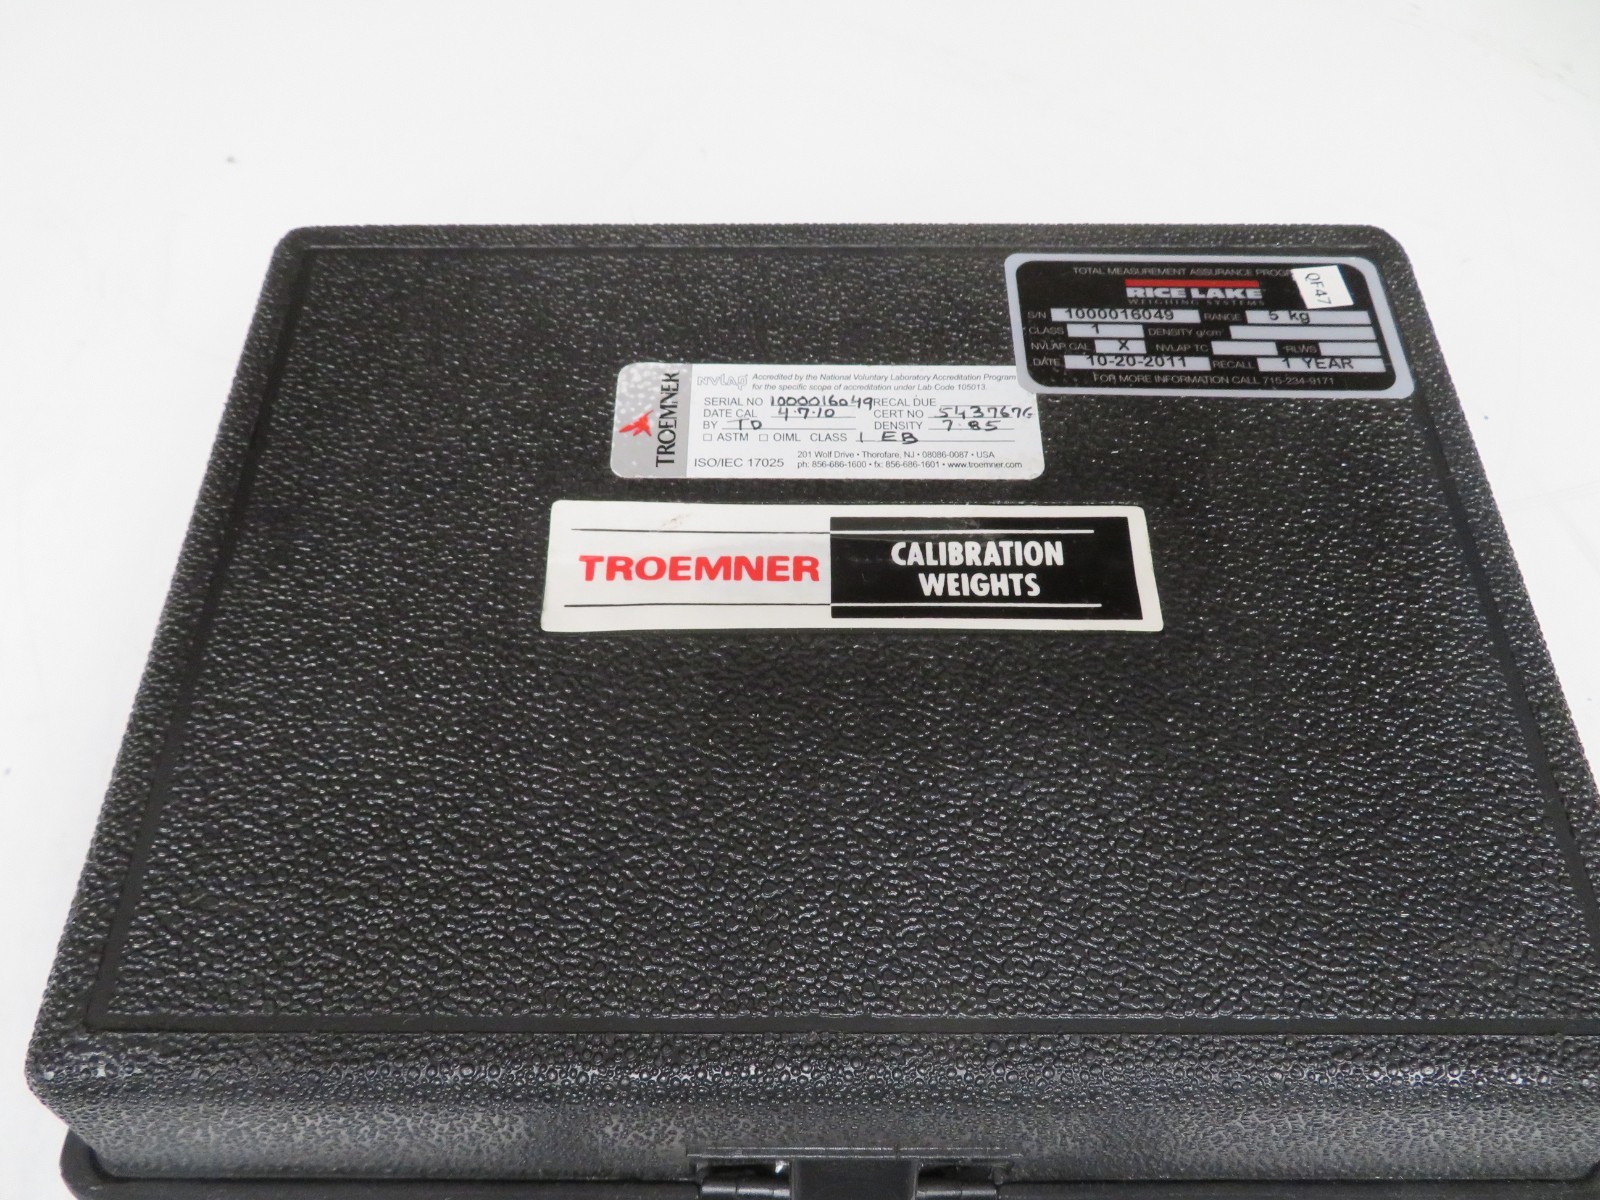 TOTAL MEASUREMENT ASSURANCE
QF47
RICE LAKE
WEIGHING SYSTEMS
S/N 1000016049 RANGE 5 kg
CLASS 1 DENSITY g/cm³
NVLAP CAL X NVLAP TC *RLWS
DATE 10-20-2011 RECALL 1 YEAR
FOR MORE INFORMATION CALL 715-234-9171
TROEMNER
NVLAP Accredited by the National Voluntary Laboratory Accreditation Program
for the specific scope of accreditation under Lab Code 105013.
SERIAL NO 1000016049 RECAL DUE
DATE CAL 4-7-10 CERT NO 543767G
BY TD DENSITY 7.85
☐ ASTM ☐ OIML CLASS 1 EB
ISO/IEC 17025
201 Wolf Drive • Thorofare, NJ • 08086-0087 • USA
ph: 856-686-1600 • fx: 856-686-1601 • www.troemner.com
TROEMNER
CALIBRATION
WEIGHTS